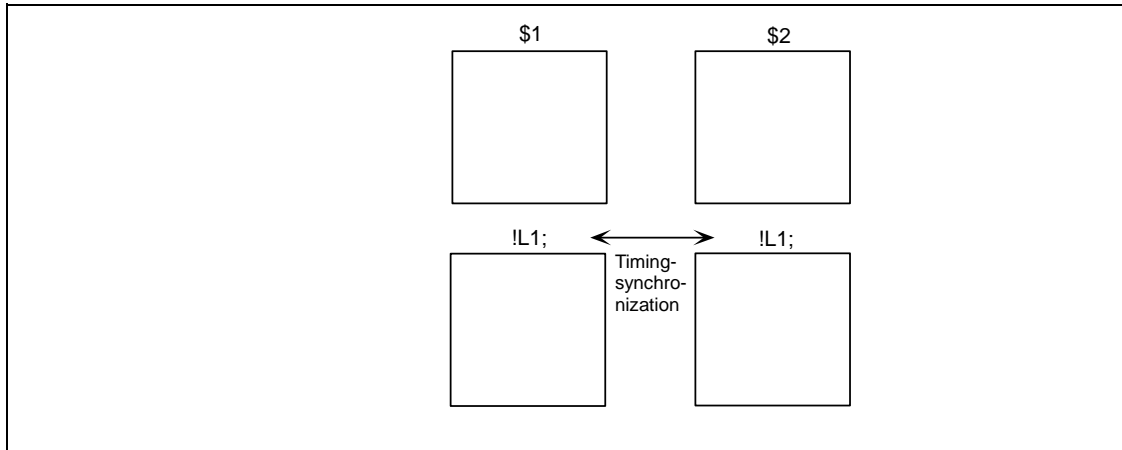 $1 $2
!L1; !L1;
Timing-
synchro-
nization